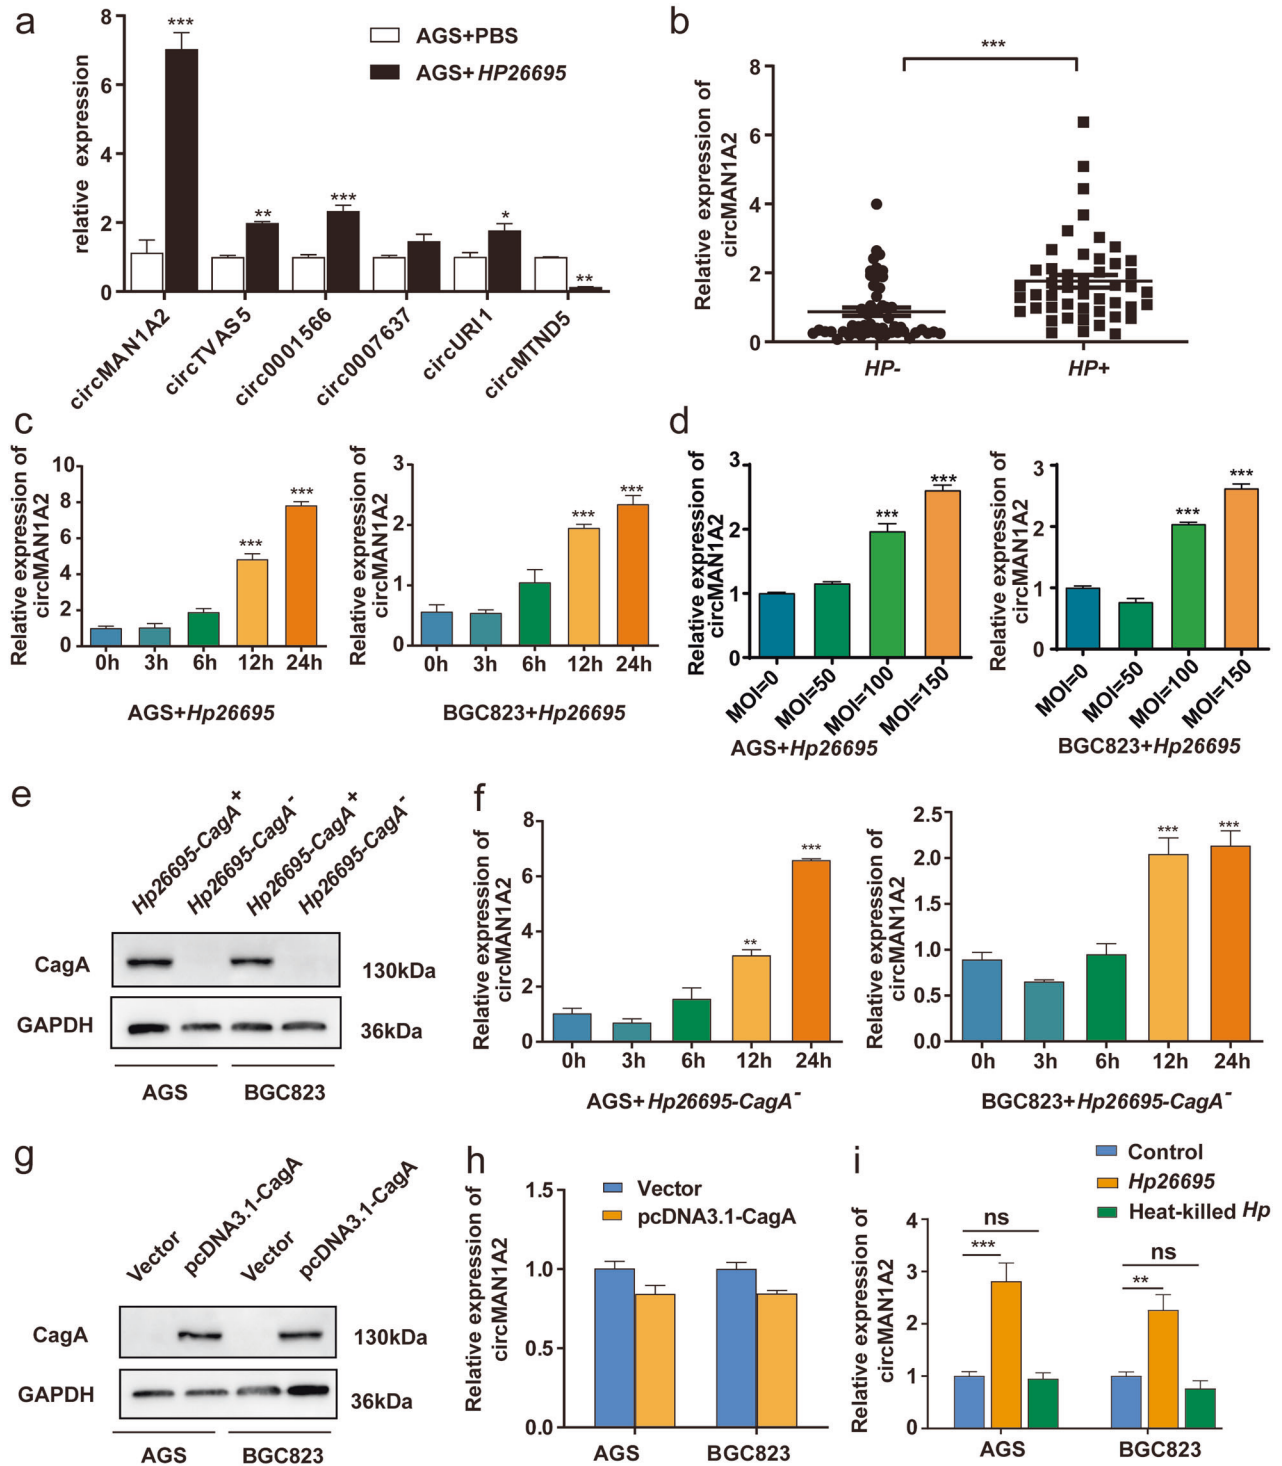 a
relative expression
8
6
4
2
0
***
**
***
*
**
AGS+PBS
AGS+HP26695
circMAN1A2
circTVAS5
circ0001566
circ0007637
circURI1
circMTND5
b
Relative expression of
circMAN1A2
8
6
4
2
0
***
HP-
HP+
c
Relative expression of
circMAN1A2
10
8
6
4
2
0
***
***
0h 3h 6h 12h 24h
AGS+Hp26695
Relative expression of
circMAN1A2
3
2
1
0
***
***
0h 3h 6h 12h 24h
BGC823+Hp26695
d
Relative expression of
circMAN1A2
3
2
1
0
***
***
MOI=0
MOI=50
MOI=100
MOI=150
AGS+Hp26695
Relative expression of
circMAN1A2
3
2
1
0
***
***
MOI=0
MOI=50
MOI=100
MOI=150
BGC823+Hp26695
e
Hp26695-CagA+
Hp26695-CagA-
Hp26695-CagA+
Hp26695-CagA-
CagA
130kDa
GAPDH
36kDa
AGS
BGC823
f
Relative expression of
circMAN1A2
8
6
4
2
0
**
***
0h 3h 6h 12h 24h
AGS+Hp26695-CagA-
Relative expression of
circMAN1A2
2.5
2.0
1.5
1.0
0.5
0.0
***
***
0h 3h 6h 12h 24h
BGC823+Hp26695-CagA-
g
Vector
pcDNA3.1-CagA
Vector
pcDNA3.1-CagA
CagA
130kDa
GAPDH
36kDa
AGS
BGC823
h
Relative expression of
circMAN1A2
1.5
1.0
0.5
0.0
Vector
pcDNA3.1-CagA
AGS
BGC823
i
Control
Hp26695
Heat-killed Hp
Relative expression of
circMAN1A2
4
3
2
1
0
ns
***
ns
**
AGS
BGC823